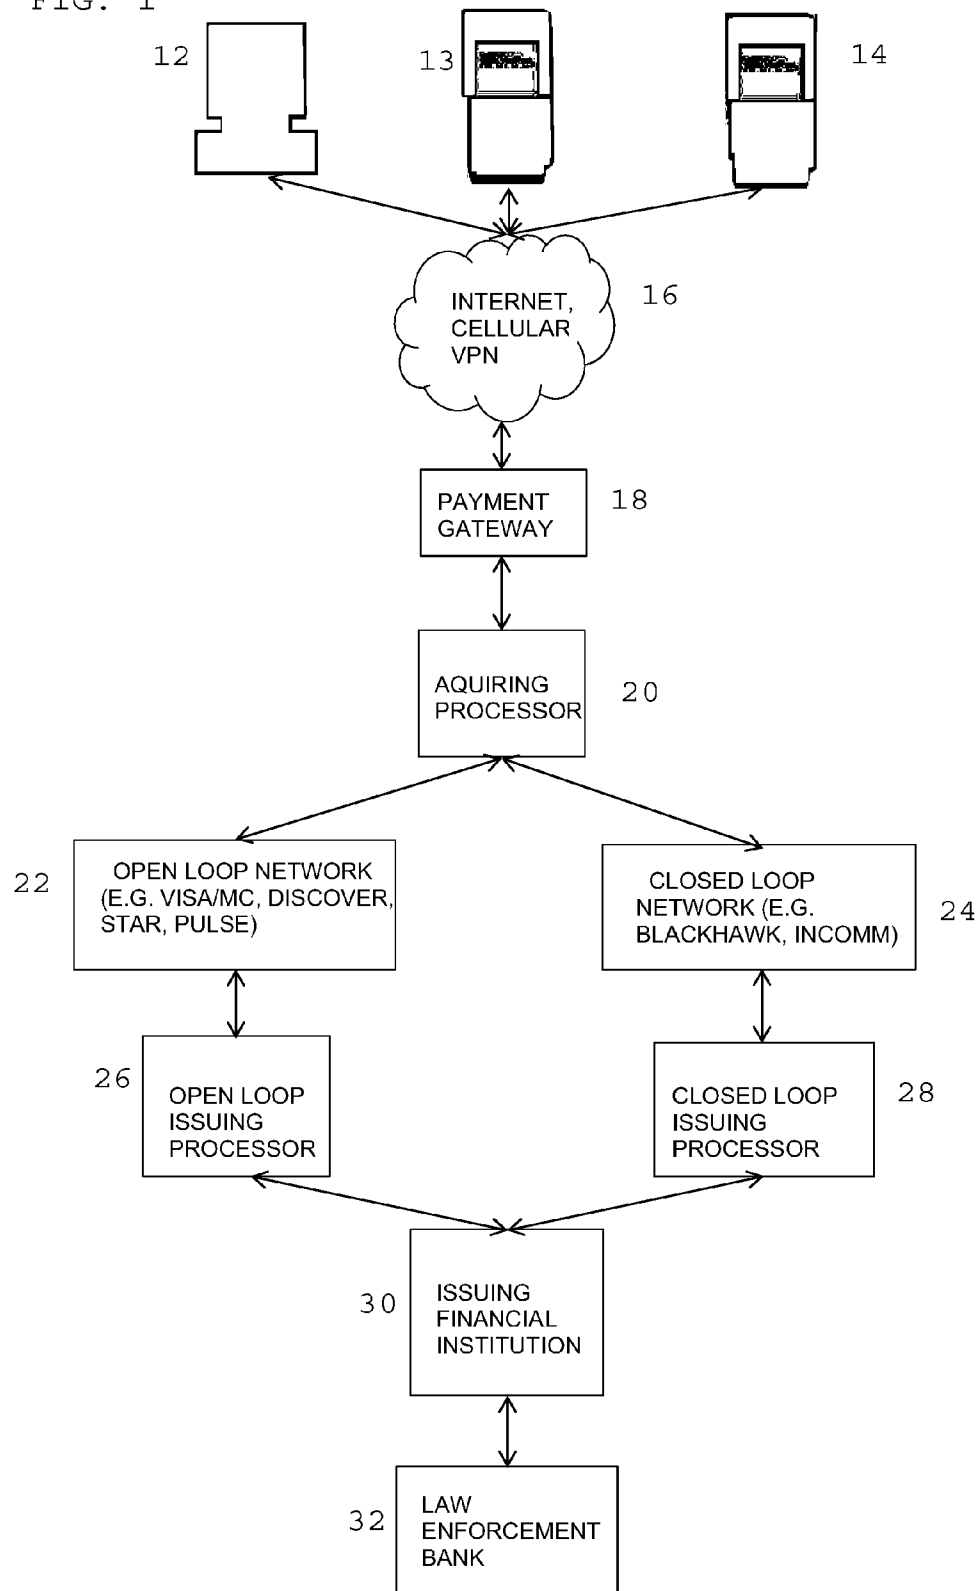 FIG. 1
12
13
14
INTERNET,
CELLULAR
VPN
16
PAYMENT
GATEWAY
18
AQUIRING
PROCESSOR
20
22
OPEN LOOP NETWORK
(E.G. VISA/MC, DISCOVER,
STAR, PULSE)
CLOSED LOOP
NETWORK (E.G.
BLACKHAWK, INCOMM)
24
26
OPEN LOOP
ISSUING
PROCESSOR
CLOSED LOOP
ISSUING
PROCESSOR
28
30
ISSUING
FINANCIAL
INSTITUTION
32
LAW
ENFORCEMENT
BANK